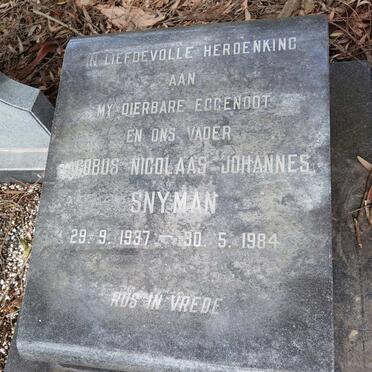 IN LIEFDEVOLLE HERDENKING
AAN
MY DIERBARE EGGENOOT
EN ONS VADER
JACOBUS NICOLAAS JOHANNES
SNYMAN
29. 9. 1937 — 30. 5. 1984
RUS IN VREDE